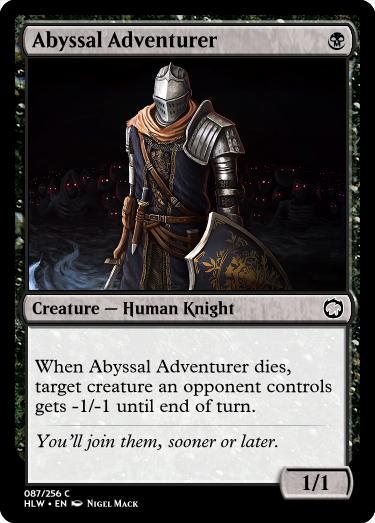 Abyssal Adventurer
Creature — Human Knight
When Abyssal Adventurer dies,
target creature an opponent controls
gets -1/-1 until end of turn.
You'll join them, sooner or later.
1/1
087/256 C
HLW • EN Nigel Mack